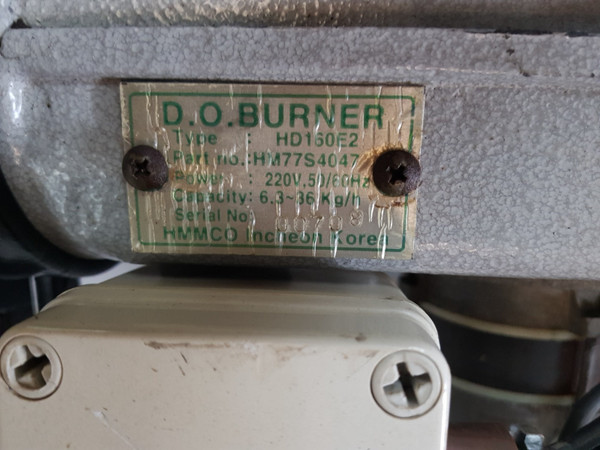 D.O.BURNER
Type : HD160E2
Part no.:HM77S4047
Power : 220V.50/60Hz
Capacity: 6.3~36 Kg/h
Serial No:
HMMCO Incheon Korea